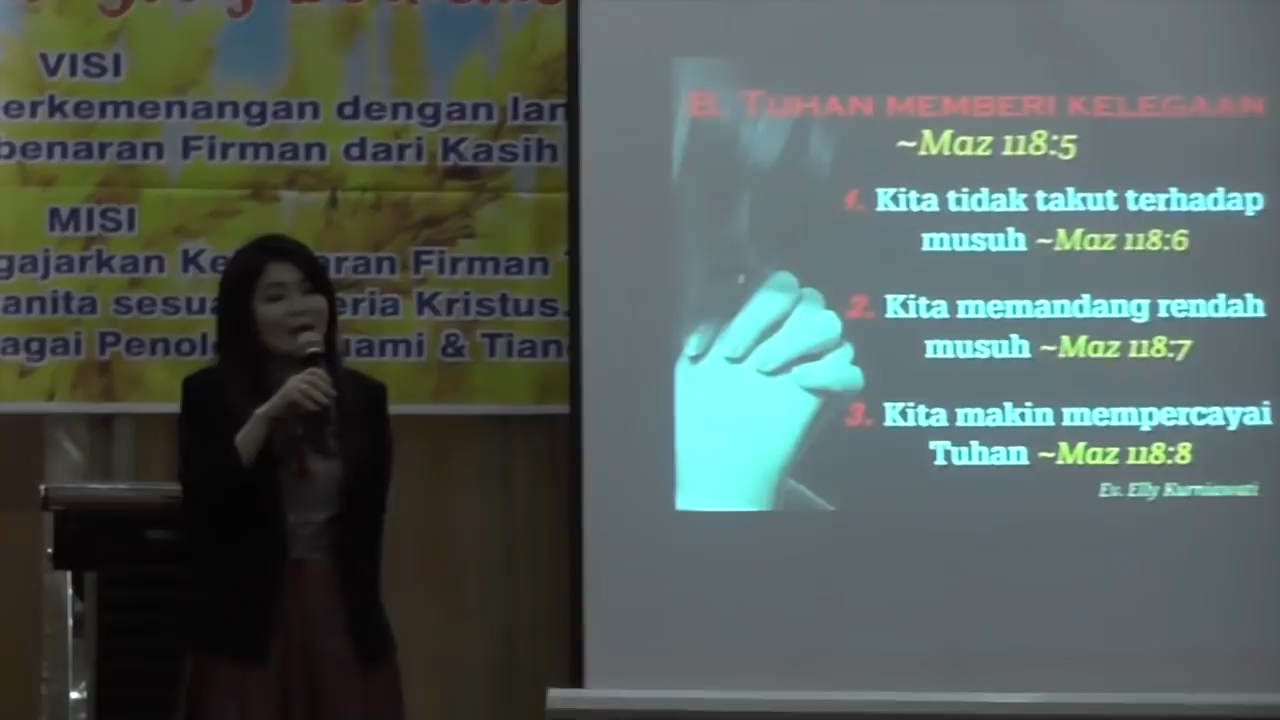 VISI
erkemenangan dengan lan
benaran Firman dari Kasih
MISI
gajarkan Ke aran Firman
anita sesua eria Kristus.
agai Penol uami & Tian
B. TUHAN MEMBERI KELEGAAN
~Maz 118:5
1. Kita tidak takut terhadap
musuh ~Maz 118:6
2. Kita memandang rendah
musuh ~Maz 118:7
3. Kita makin mempercayai
Tuhan ~Maz 118:8
Ev. Elly Kurniawati